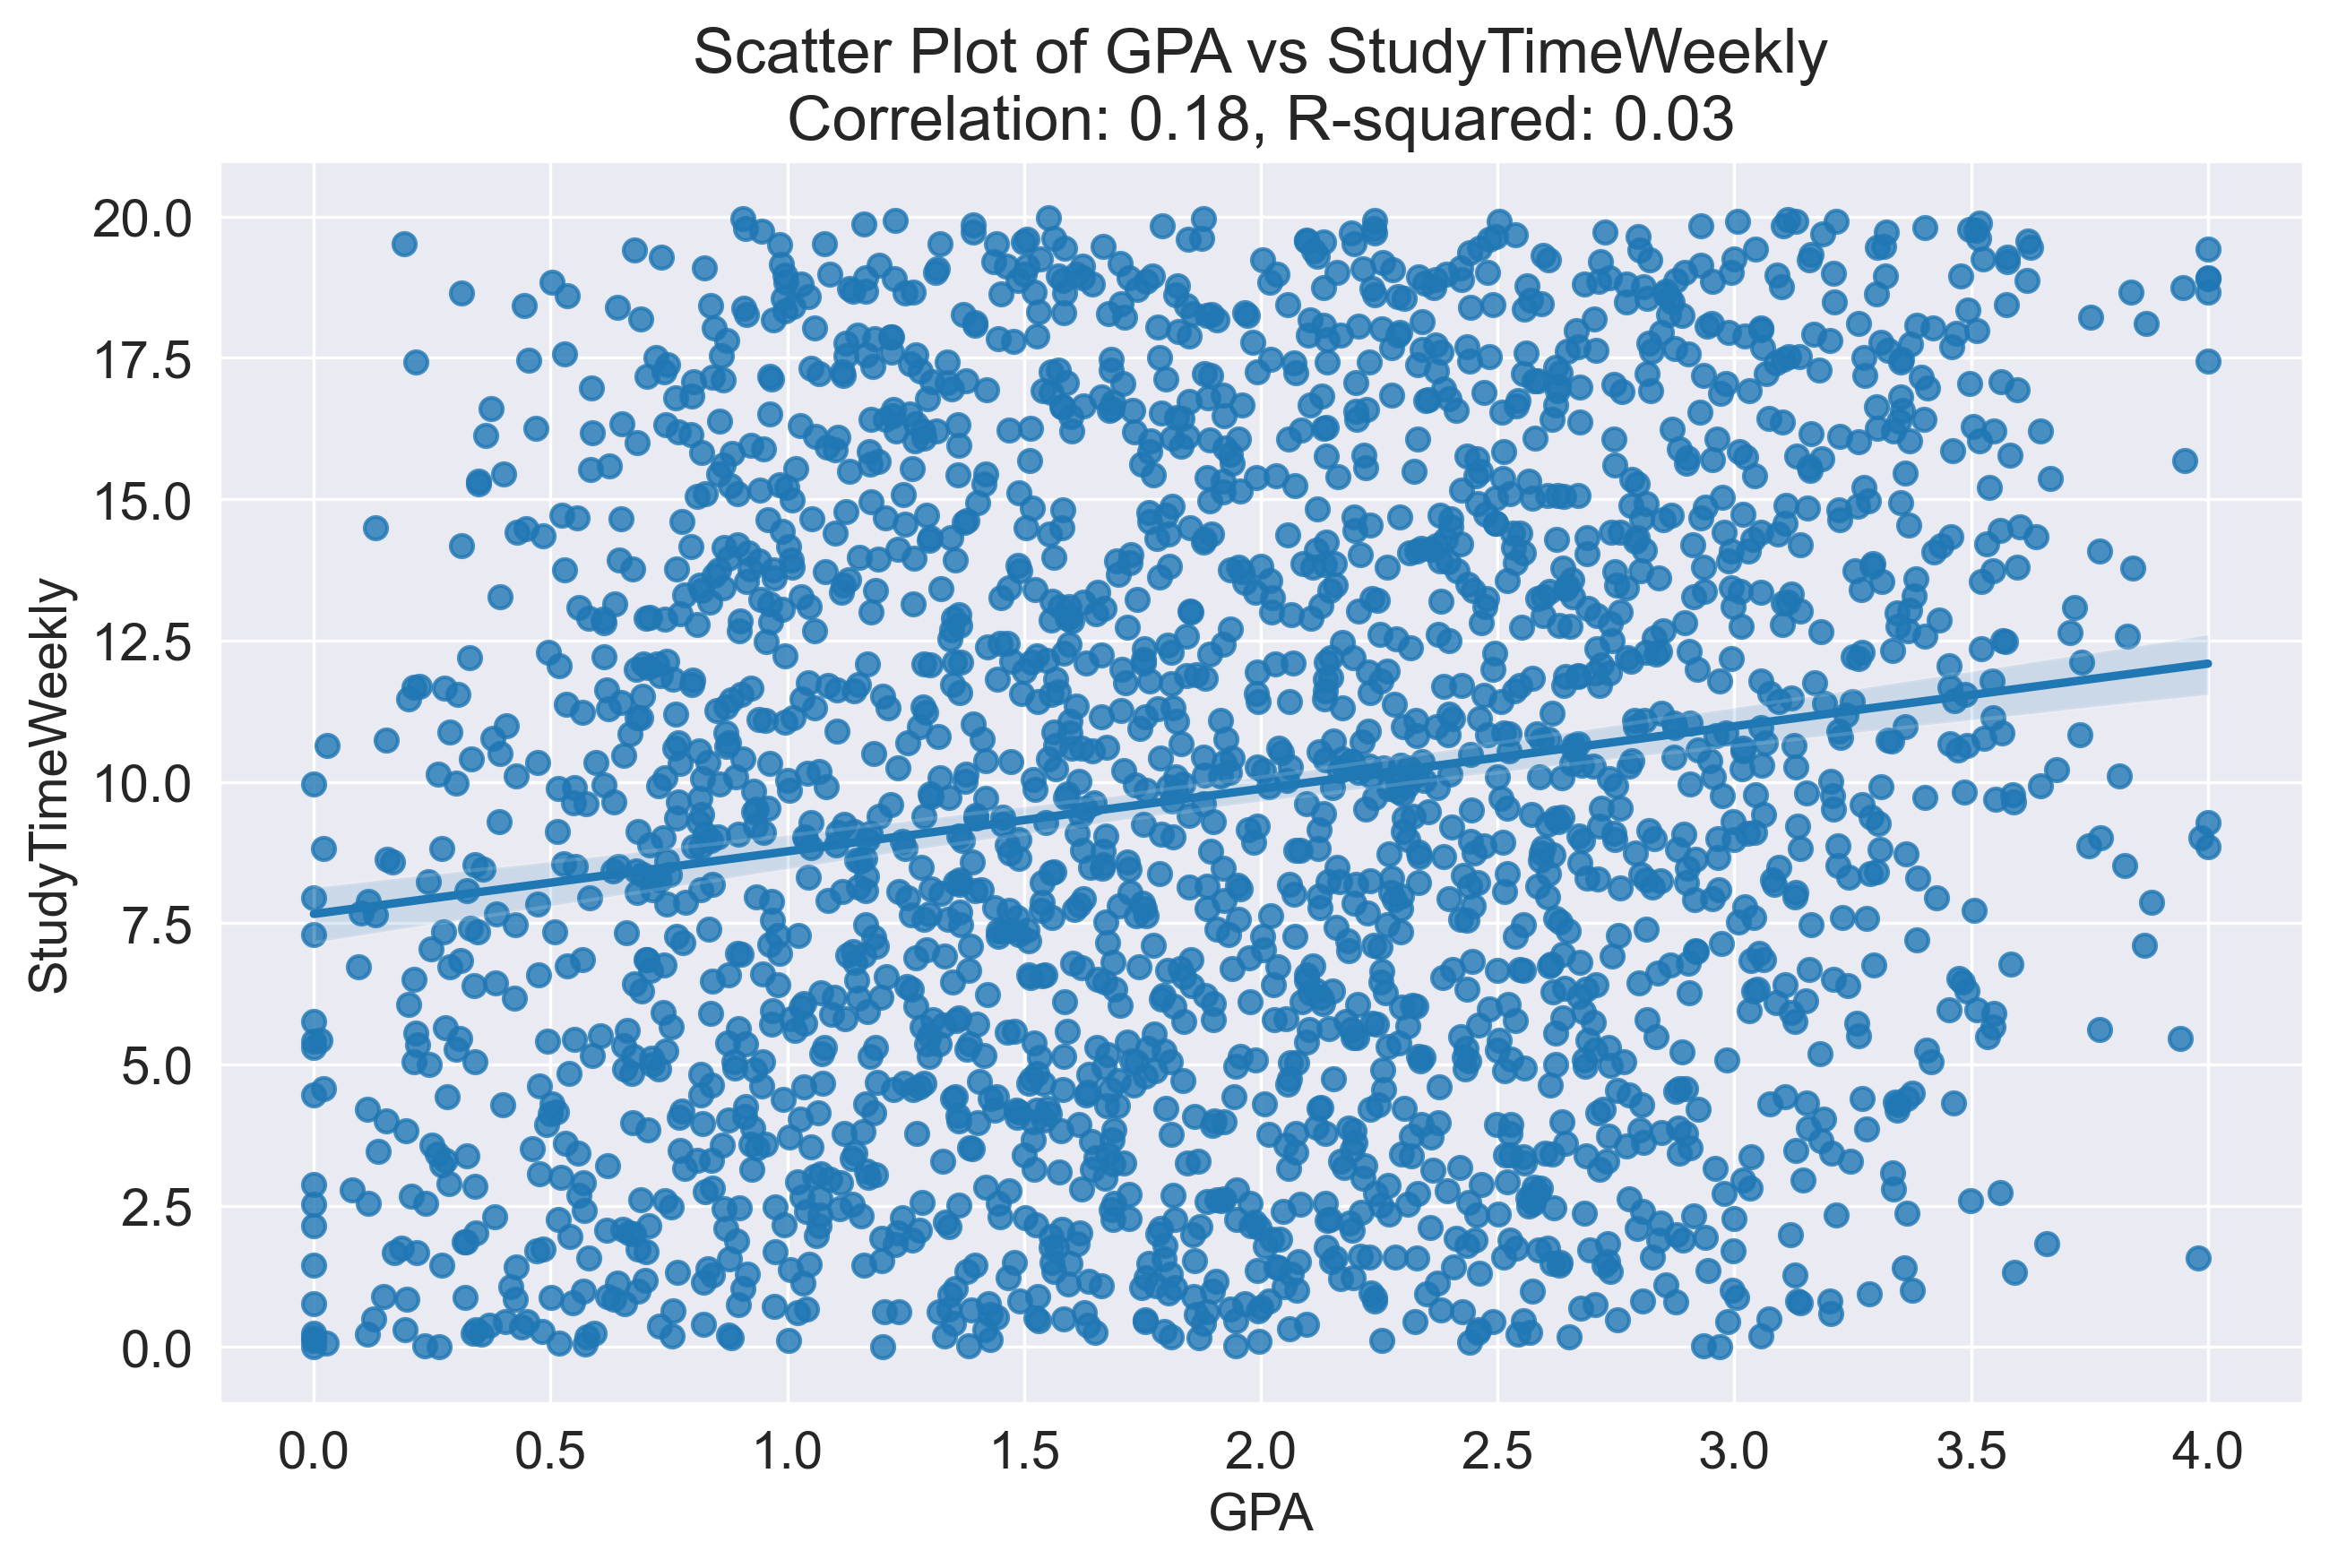 Scatter Plot of GPA vs StudyTimeWeekly
Correlation: 0.18, R-squared: 0.03
StudyTimeWeekly
20.0
17.5
15.0
12.5
10.0
7.5
5.0
2.5
0.0
0.0 0.5 1.0 1.5 2.0 2.5 3.0 3.5 4.0
GPA